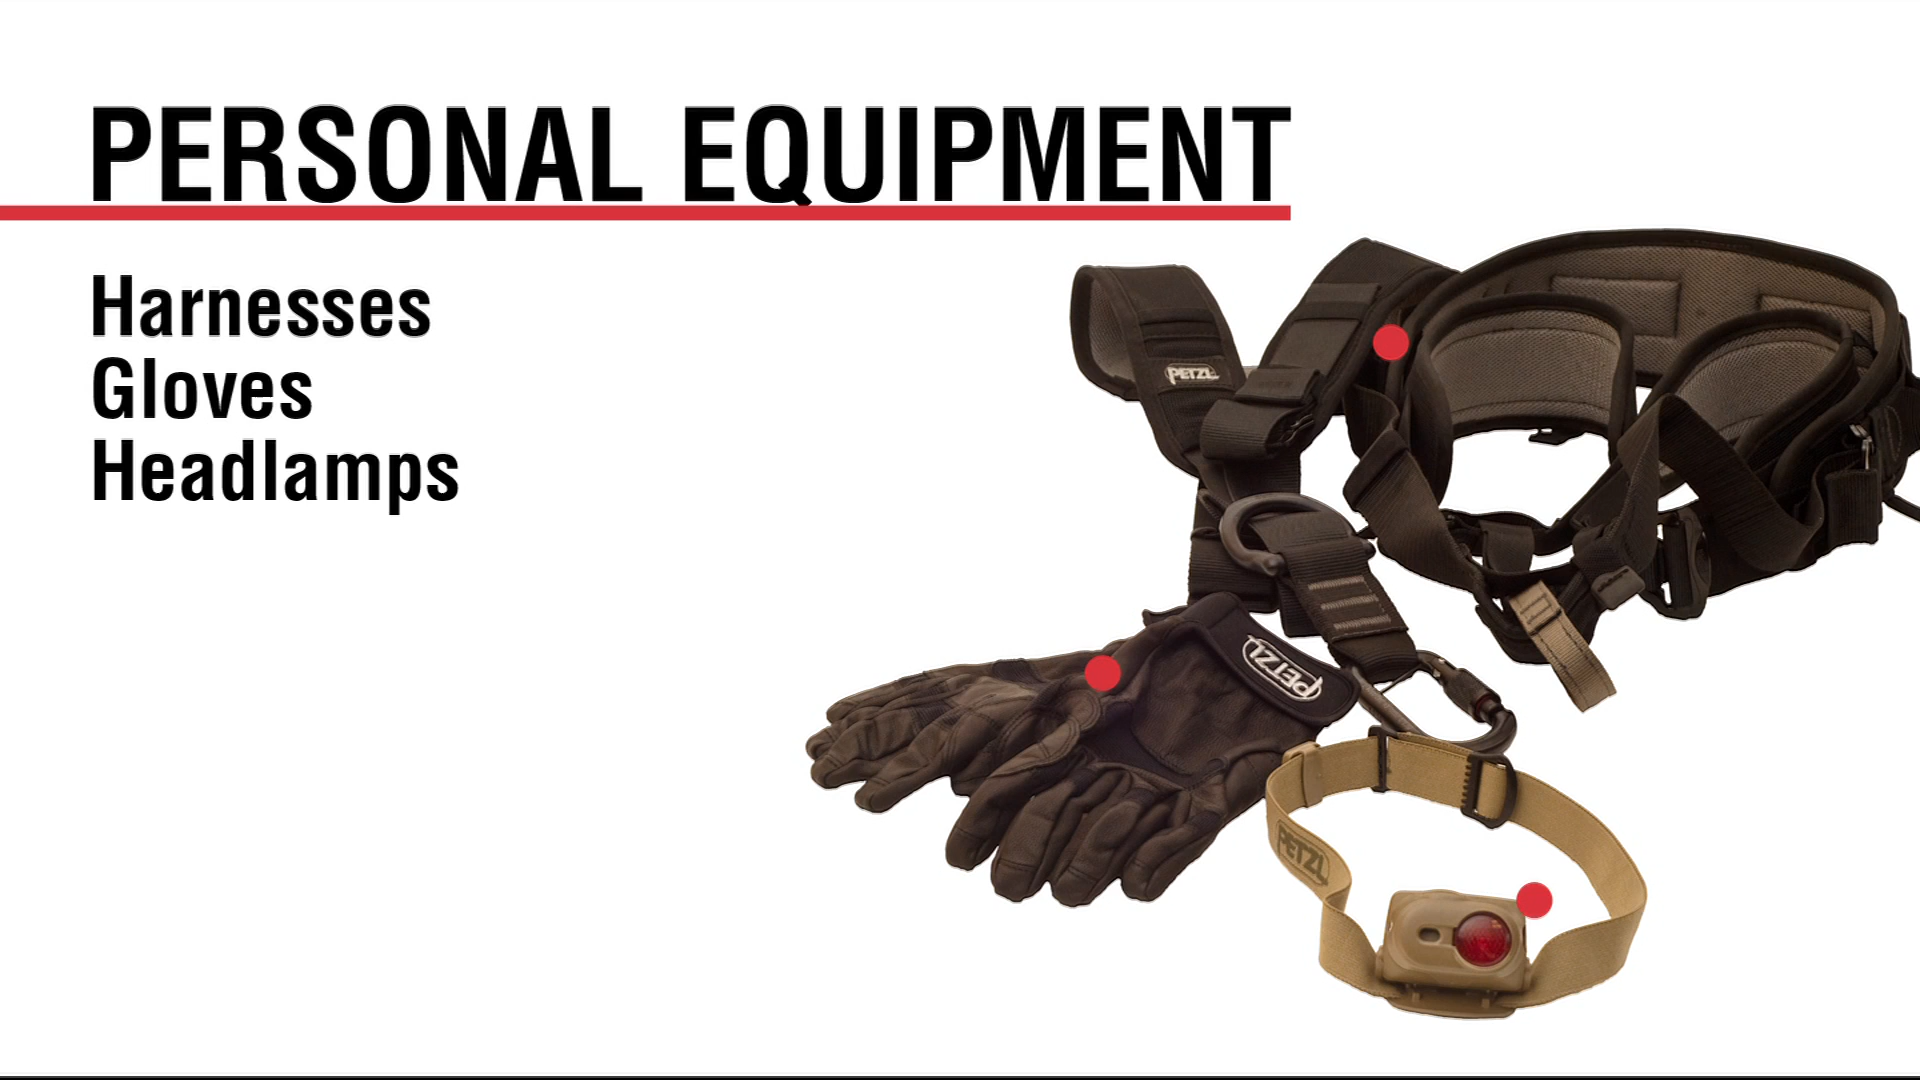 PERSONAL EQUIPMENT
Harnesses
Gloves
Headlamps
PETZL
PETZL
PETZL